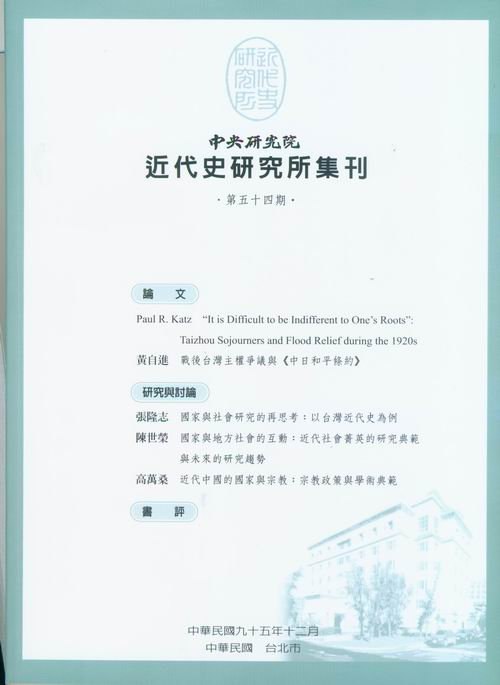 近代史研究所
中央研究院
近代史研究所集刊
·第五十四期·
論 文
Paul R. Katz “It is Difficult to be Indifferent to One’s Roots”:
Taizhou Sojourners and Flood Relief during the 1920s
黃自進 戰後台灣主權爭議與《中日和平條約》
研究與討論
張隆志 國家與社會研究的再思考：以台灣近代史為例
陳世榮 國家與地方社會的互動：近代社會菁英的研究典範
與未來的研究趨勢
高萬桑 近代中國的國家與宗教：宗教政策與學術典範
書 評
中華民國九十五年十二月
中華民國 台北市